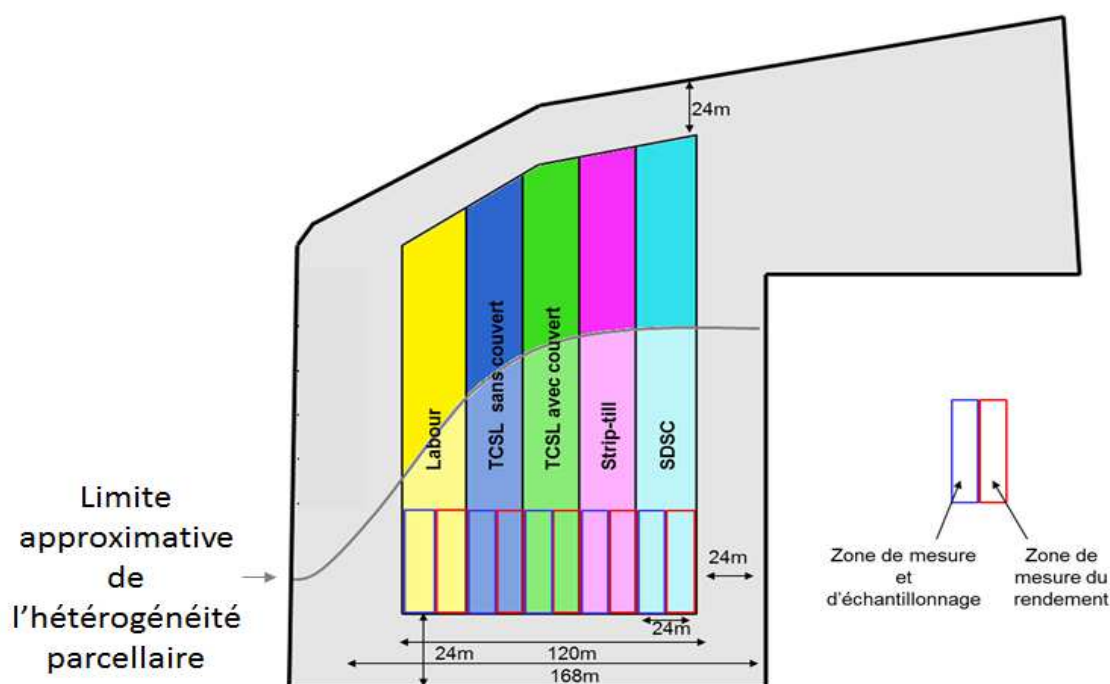 24m
Labour
TCSL sans couvert
TCSL avec couvert
Strip-till
SDSC
Limite
approximative
de
l'hétérogénéité
parcellaire
24m
24m
24m
120m
168m
Zone de mesure
et
d'échantillonnage
Zone de
mesure du
rendement